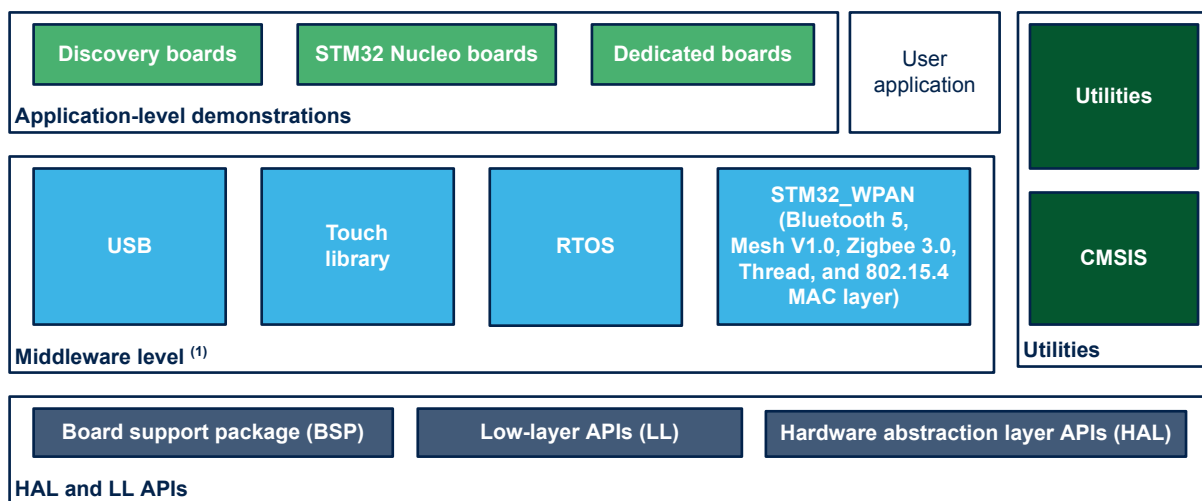 Discovery boards
STM32 Nucleo boards
Dedicated boards
Application-level demonstrations
User
application
Utilities
CMSIS
Utilities
USB
Touch
library
RTOS
STM32_WPAN
(Bluetooth 5,
Mesh V1.0, Zigbee 3.0,
Thread, and 802.15.4
MAC layer)
Middleware level (1)
Board support package (BSP)
Low-layer APIs (LL)
Hardware abstraction layer APIs (HAL)
HAL and LL APIs